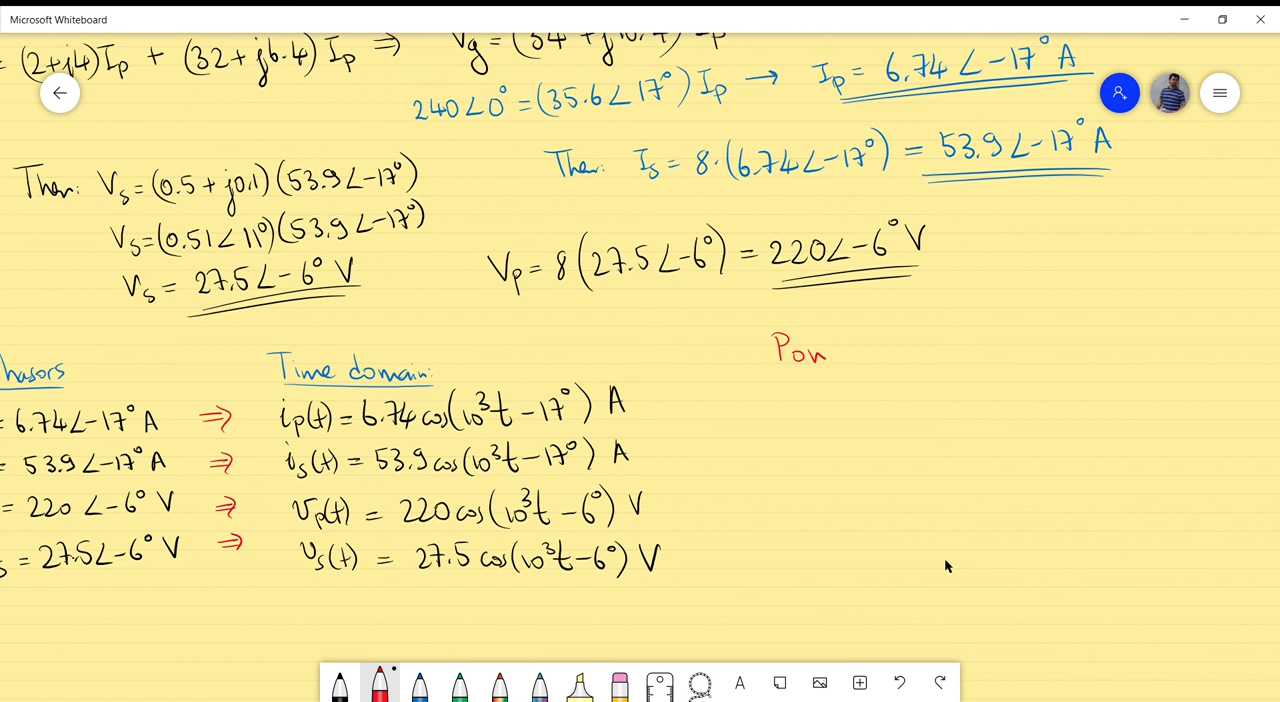 Microsoft Whiteboard
= (2+j4)Ip + (32+j6.4) Ip ⇒ Vg = (34 + j10.4) Ip
240∠0° = (35.6∠17°) Ip → Ip = 6.74∠-17° A
Then: Is = 8·(6.74∠-17°) = 53.9∠-17° A
Then: Vs = (0.5 + j0.1)(53.9∠-17°)
Vs = (0.51∠11°)(53.9∠-17°)
Vs = 27.5∠-6° V
Vp = 8(27.5∠-6°) = 220∠-6° V
Pow
hasors Time domain:
= 6.74∠-17° A ⇒ ip(t) = 6.74 cos(10³t - 17°) A
= 53.9∠-17° A ⇒ is(t) = 53.9 cos(10³t - 17°) A
= 220∠-6° V ⇒ vp(t) = 220 cos(10³t - 6°) V
s = 27.5∠-6° V ⇒ vs(t) = 27.5 cos(10³t - 6°) V
A